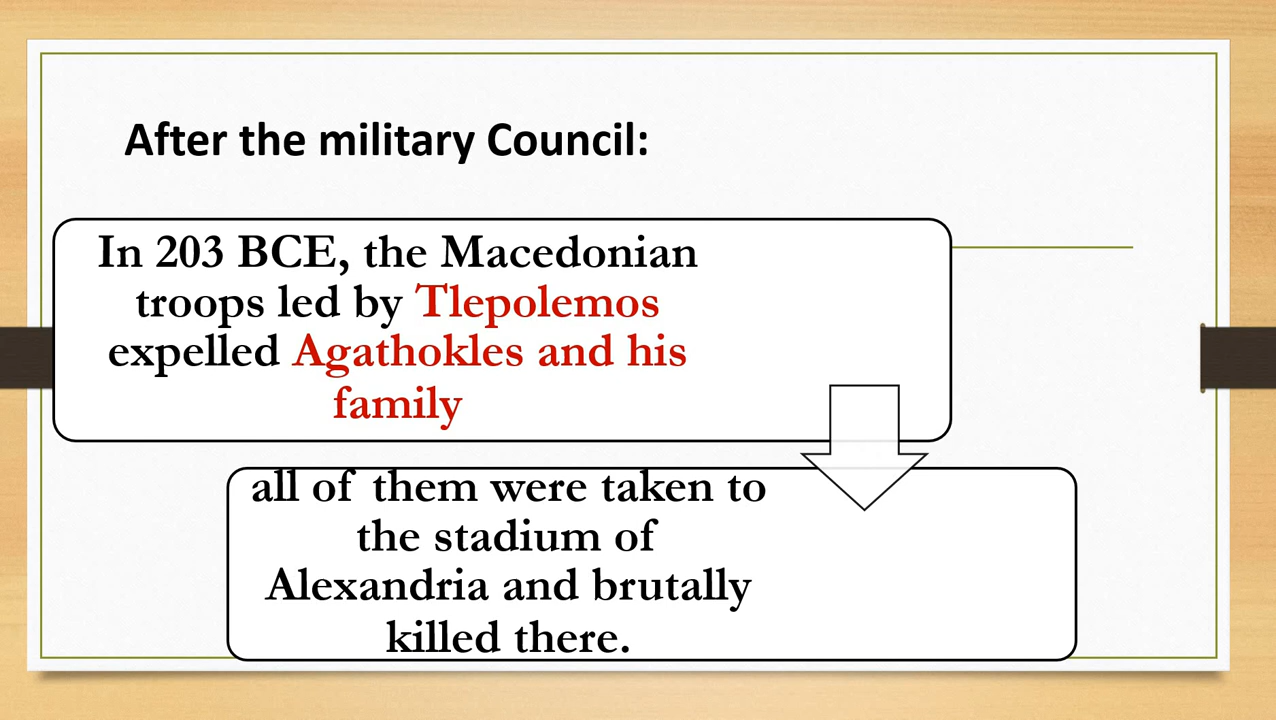 After the military Council:
In 203 BCE, the Macedonian
troops led by Tlepolemos
expelled Agathokles and his
family
all of them were taken to
the stadium of
Alexandria and brutally
killed there.